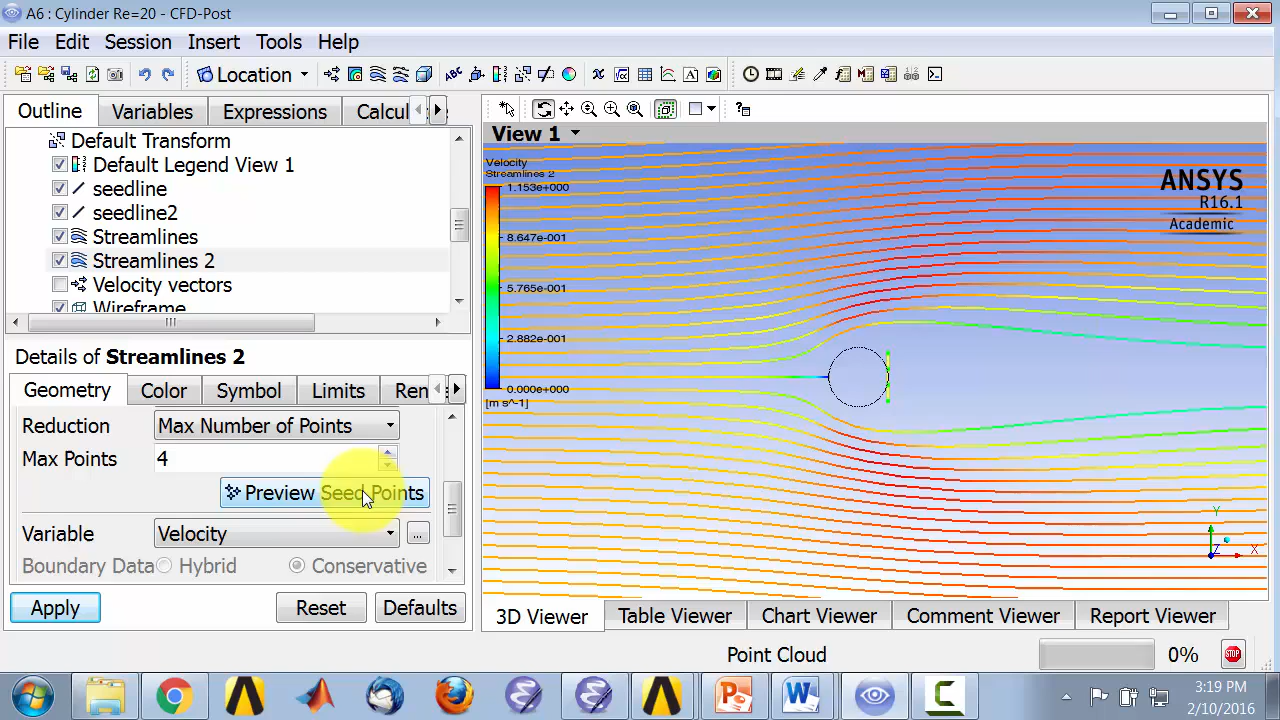 A6 : Cylinder Re=20 - CFD-Post
File Edit Session Insert Tools Help
Location
Outline Variables Expressions Calcul
Default Transform
Default Legend View 1
seedline
seedline2
Streamlines
Streamlines 2
Velocity vectors
Wireframe
Details of Streamlines 2
Geometry Color Symbol Limits Ren
Reduction Max Number of Points
Max Points 4
Preview Seed Points
Variable Velocity ...
Boundary Data Hybrid Conservative
Apply Reset Defaults
View 1
Velocity
Streamlines 2
1.153e+000
8.647e-001
5.765e-001
2.882e-001
0.000e+000
[m s^-1]
ANSYS
R16.1
Academic
Y
Z X
3D Viewer Table Viewer Chart Viewer Comment Viewer Report Viewer
Point Cloud 0% STOP
3:19 PM
2/10/2016